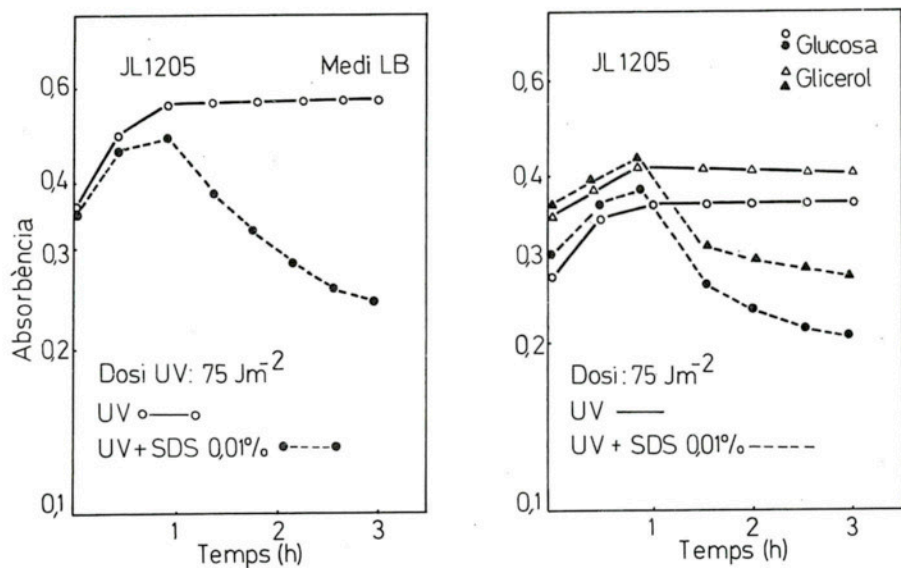 JL1205 Medi LB
0,6
0,4
0,3
0,2
0,1
Absorbència
Dosi UV: 75 Jm⁻²
UV
UV+SDS 0,01%
1 2 3
Temps (h)
JL1205
Glucosa
Glicerol
0,6
0,4
0,3
0,2
0,1
Dosi: 75 Jm⁻²
UV
UV+SDS 0,01%
1 2 3
Temps (h)